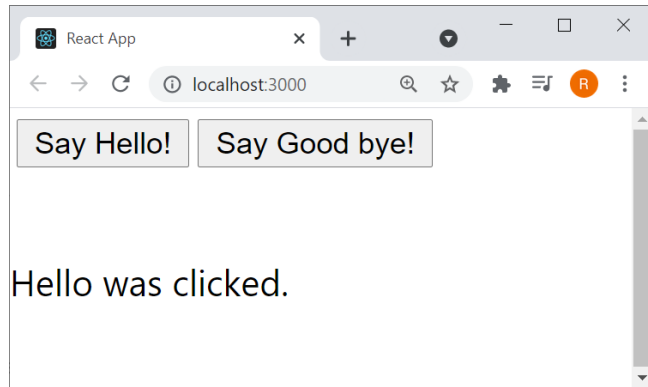 React App
localhost:3000
R
Say Hello! Say Good bye!
Hello was clicked.